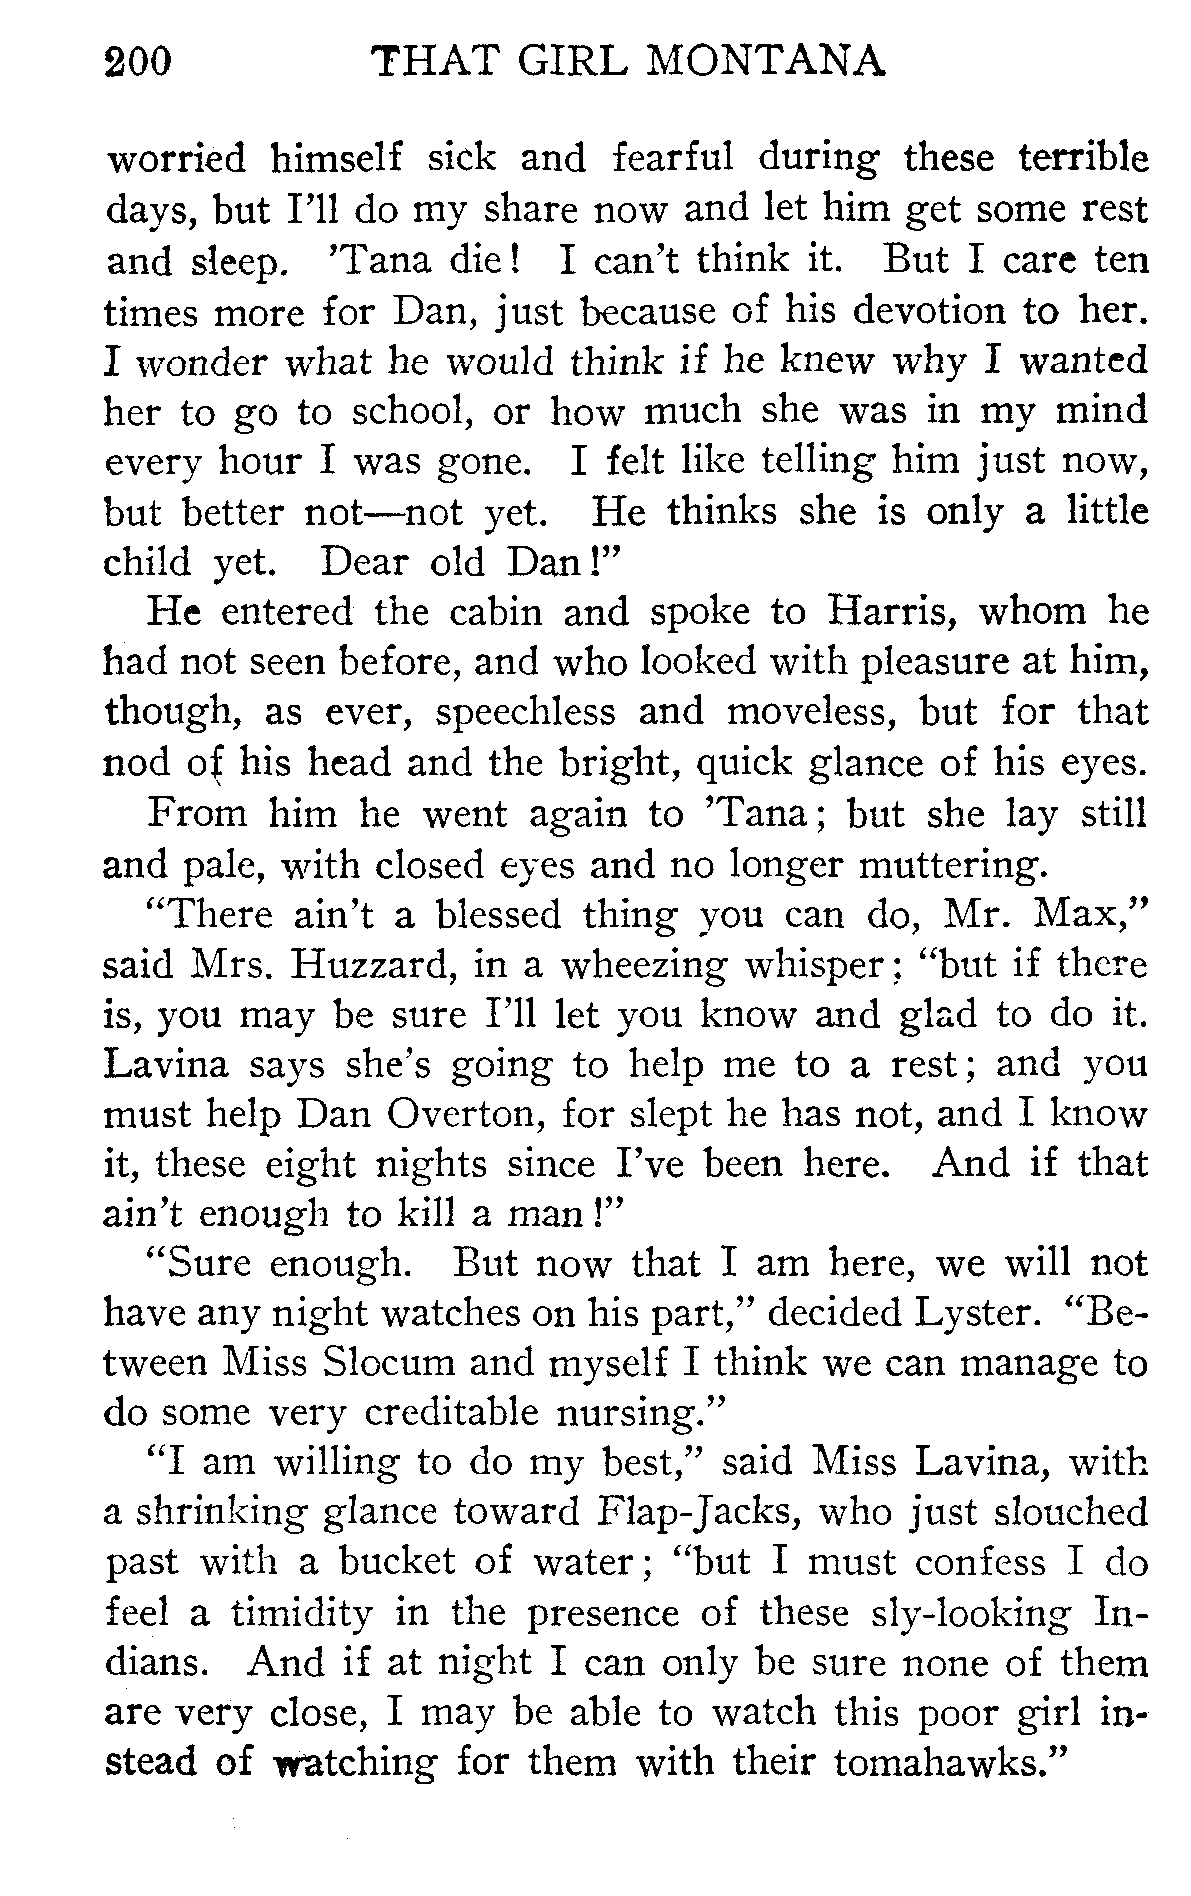 200 THAT GIRL MONTANA
worried himself sick and fearful during these terrible
days, but I'll do my share now and let him get some rest
and sleep. 'Tana die! I can't think it. But I care ten
times more for Dan, just because of his devotion to her.
I wonder what he would think if he knew why I wanted
her to go to school, or how much she was in my mind
every hour I was gone. I felt like telling him just now,
but better not—not yet. He thinks she is only a little
child yet. Dear old Dan!"
He entered the cabin and spoke to Harris, whom he
had not seen before, and who looked with pleasure at him,
though, as ever, speechless and moveless, but for that
nod of his head and the bright, quick glance of his eyes.
From him he went again to 'Tana; but she lay still
and pale, with closed eyes and no longer muttering.
"There ain't a blessed thing you can do, Mr. Max,"
said Mrs. Huzzard, in a wheezing whisper; "but if there
is, you may be sure I'll let you know and glad to do it.
Lavina says she's going to help me to a rest; and you
must help Dan Overton, for slept he has not, and I know
it, these eight nights since I've been here. And if that
ain't enough to kill a man!"
"Sure enough. But now that I am here, we will not
have any night watches on his part," decided Lyster. "Be-
tween Miss Slocum and myself I think we can manage to
do some very creditable nursing."
"I am willing to do my best," said Miss Lavina, with
a shrinking glance toward Flap-Jacks, who just slouched
past with a bucket of water; "but I must confess I do
feel a timidity in the presence of these sly-looking In-
dians. And if at night I can only be sure none of them
are very close, I may be able to watch this poor girl in-
stead of watching for them with their tomahawks."